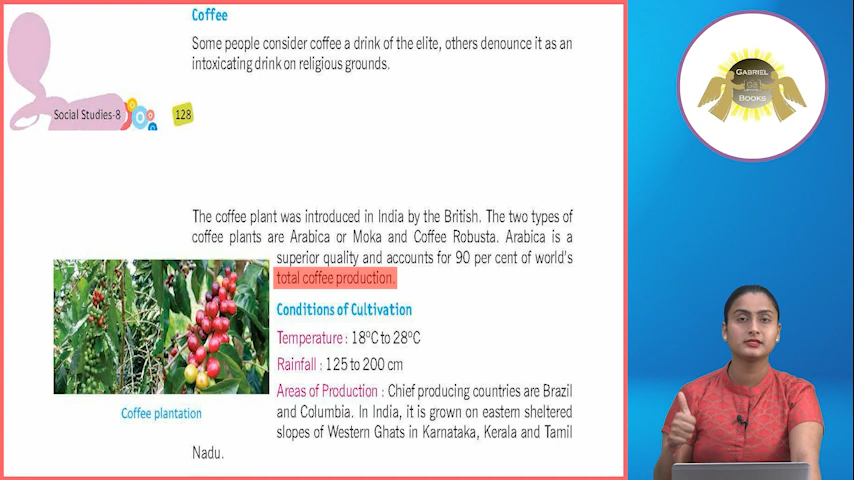 Coffee
Some people consider coffee a drink of the elite, others denounce it as an
intoxicating drink on religious grounds.
Social Studies-8
128
The coffee plant was introduced in India by the British. The two types of
coffee plants are Arabica or Moka and Coffee Robusta. Arabica is a
superior quality and accounts for 90 per cent of world's
total coffee production.
Conditions of Cultivation
Temperature : 18ºC to 28ºC
Rainfall : 125 to 200 cm
Areas of Production : Chief producing countries are Brazil
and Columbia. In India, it is grown on eastern sheltered
slopes of Western Ghats in Karnataka, Kerala and Tamil
Nadu.
Coffee plantation
GABRIEL
GB
BOOKS